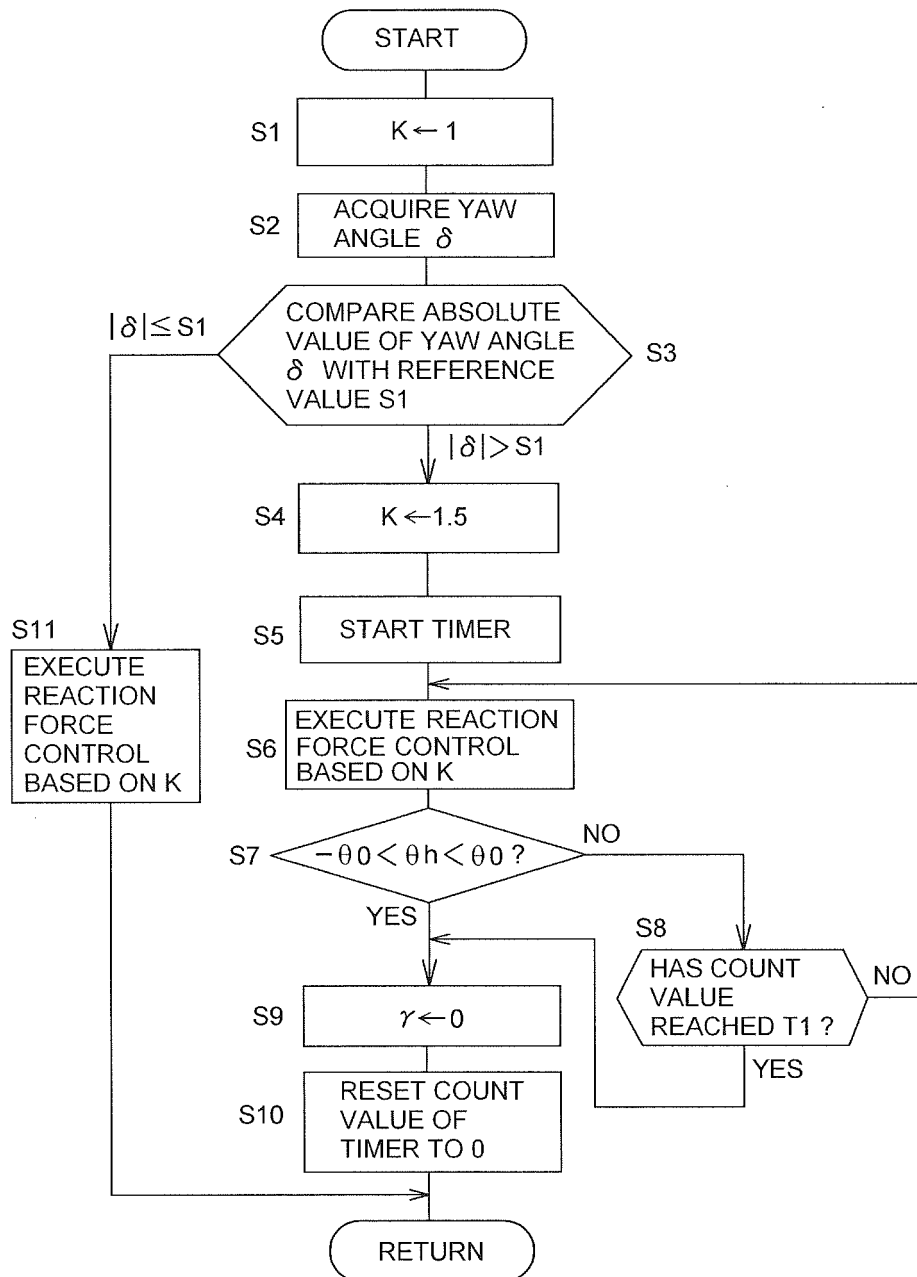 START
S1
K ← 1
S2
ACQUIRE YAW
ANGLE δ
|δ| ≤ S1
COMPARE ABSOLUTE
VALUE OF YAW ANGLE
δ WITH REFERENCE
VALUE S1
S3
|δ| > S1
S4
K ← 1.5
S5
START TIMER
S11
EXECUTE
REACTION
FORCE
CONTROL
BASED ON K
S6
EXECUTE REACTION
FORCE CONTROL
BASED ON K
S7
−θ0 < θh < θ0 ?
NO
YES
S8
HAS COUNT
VALUE
REACHED T1 ?
NO
YES
S9
γ ← 0
S10
RESET COUNT
VALUE OF
TIMER TO 0
RETURN